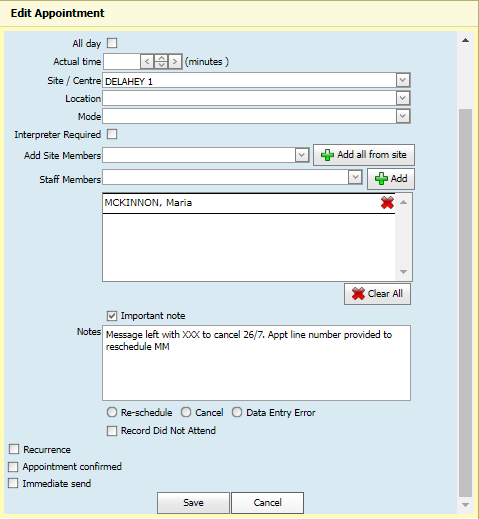 Edit Appointment
All day
Actual time (minutes )
Site / Centre DELAHEY 1
Location
Mode
Interpreter Required
Add Site Members Add all from site
Staff Members Add
MCKINNON, Maria
Clear All
Important note
Notes Message left with XXX to cancel 26/7. Appt line number provided to
reschedule MM
Re-schedule Cancel Data Entry Error
Record Did Not Attend
Recurrence
Appointment confirmed
Immediate send
Save Cancel